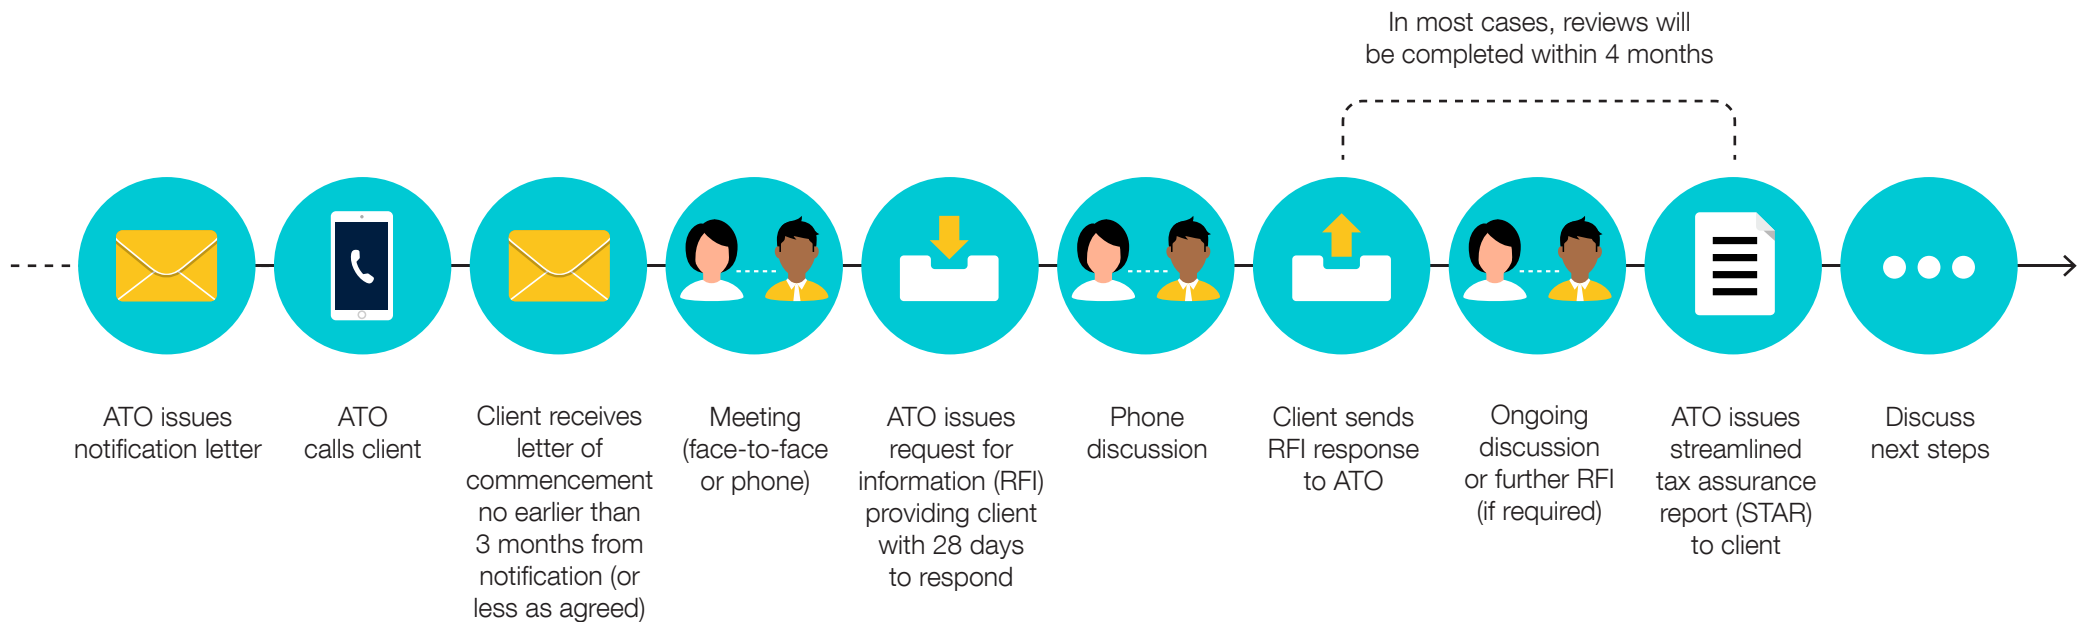 In most cases, reviews will
be completed within 4 months
ATO issues
notification letter
ATO
calls client
Client receives
letter of
commencement
no earlier than
3 months from
notification (or
less as agreed)
Meeting
(face-to-face
or phone)
ATO issues
request for
information (RFI)
providing client
with 28 days
to respond
Phone
discussion
Client sends
RFI response
to ATO
Ongoing
discussion
or further RFI
(if required)
ATO issues
streamlined
tax assurance
report (STAR)
to client
Discuss
next steps